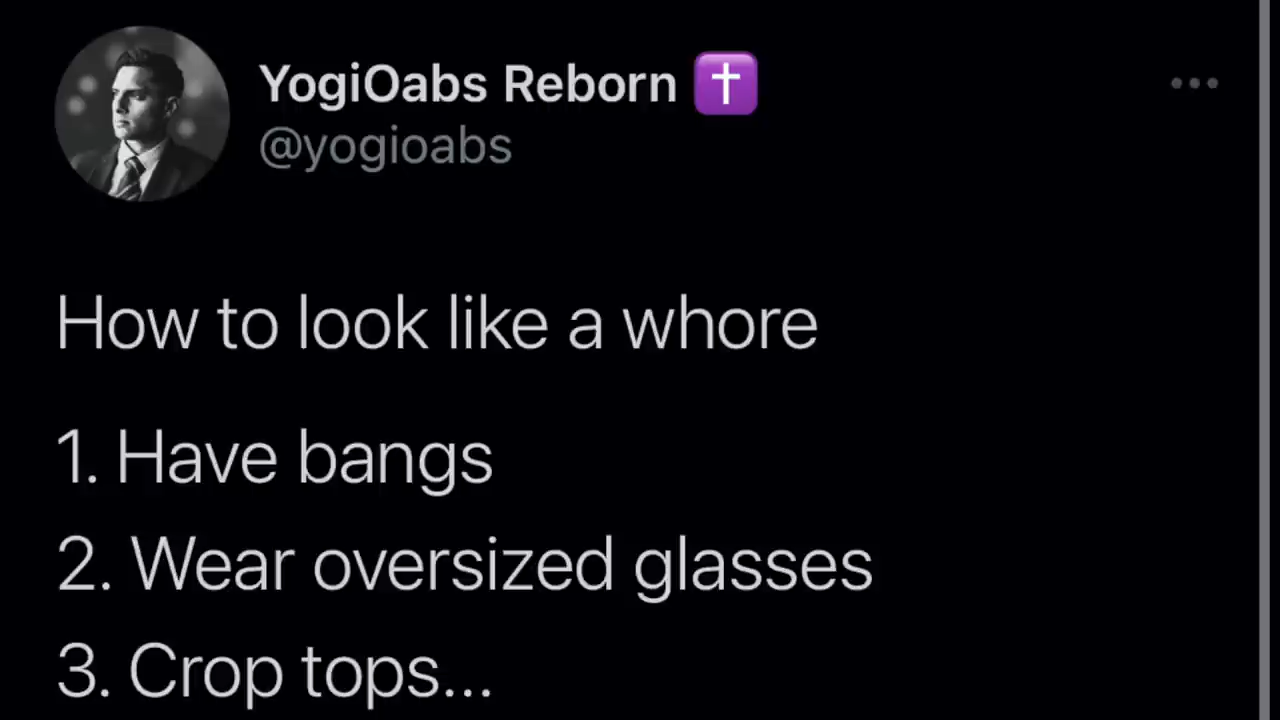 YogiOabs Reborn ✝️
@yogioabs
How to look like a whore
1. Have bangs
2. Wear oversized glasses
3. Crop tops...